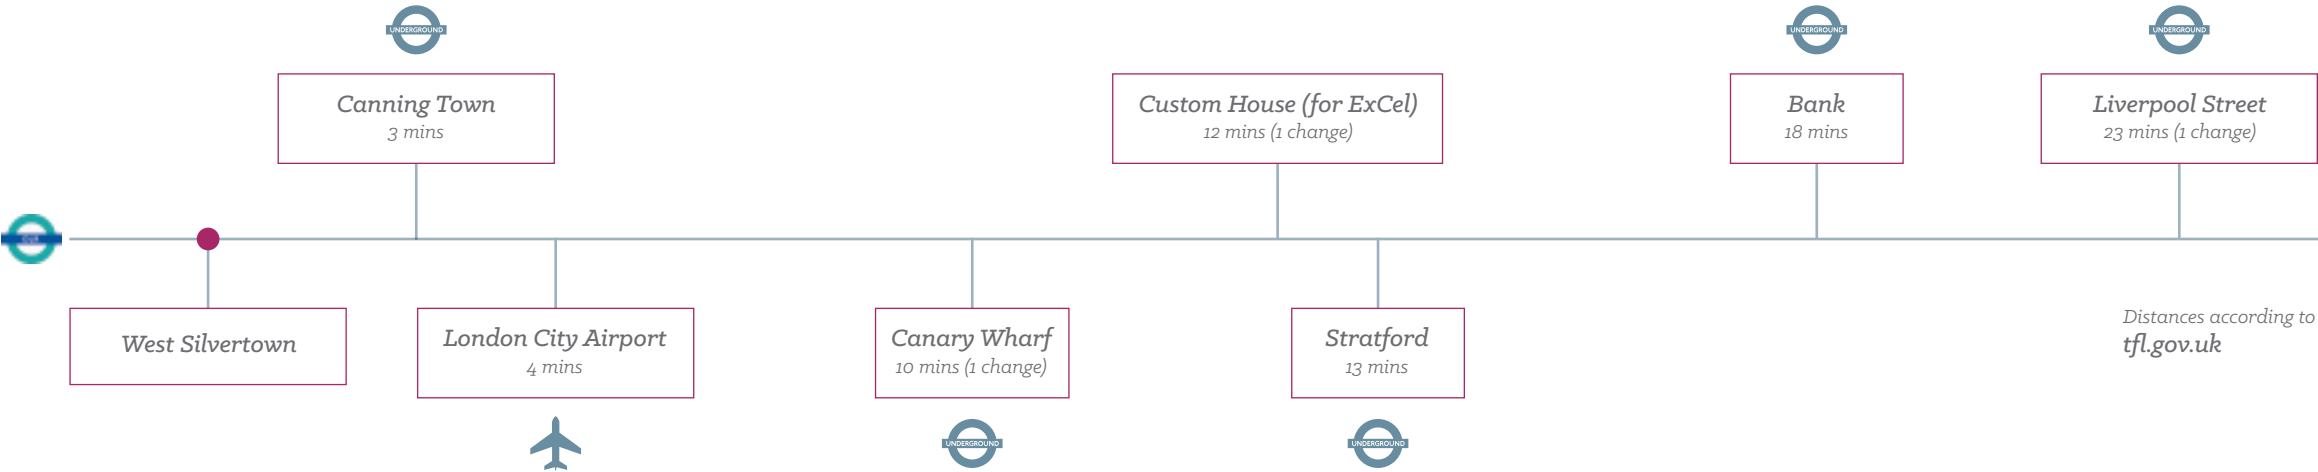 UNDERGROUND
UNDERGROUND
UNDERGROUND
Canning Town
3 mins
Custom House (for ExCel)
12 mins (1 change)
Bank
18 mins
Liverpool Street
23 mins (1 change)
West Silvertown
London City Airport
4 mins
Canary Wharf
10 mins (1 change)
Stratford
13 mins
Distances according to
tfl.gov.uk
UNDERGROUND
UNDERGROUND